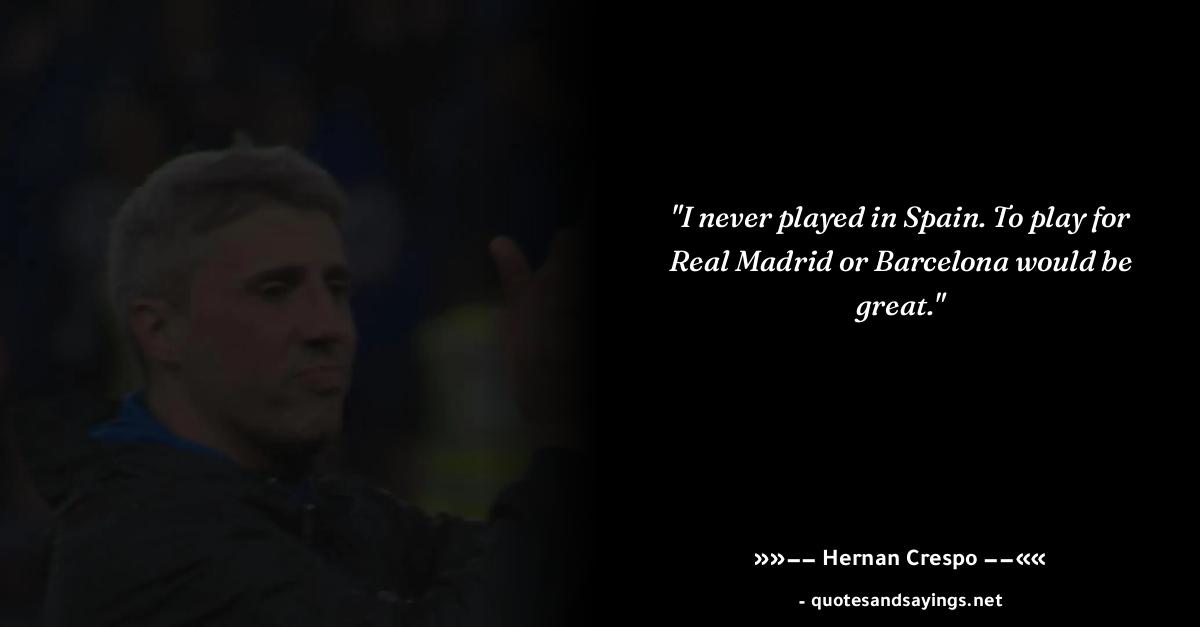 "I never played in Spain. To play for
Real Madrid or Barcelona would be
great."
»»–– Hernan Crespo ––««
- quotesandsayings.net